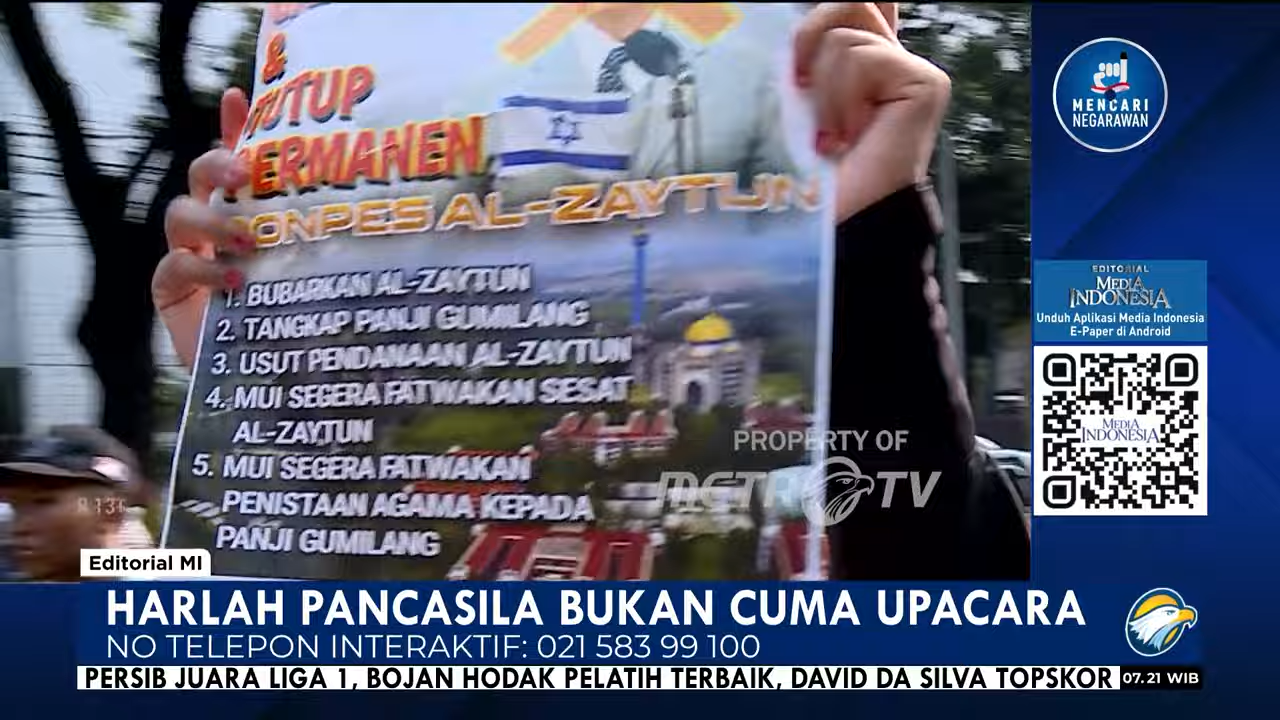 &
TUTUP
PERMANEN
PONPES AL-ZAYTUN
1. BUBARKAN AL-ZAYTUN
2. TANGKAP PANJI GUMILANG
3. USUT PENDANAAN AL-ZAYTUN
4. MUI SEGERA FATWAKAN SESAT
AL-ZAYTUN
5. MUI SEGERA FATWAKAN
PENISTAAN AGAMA KEPADA
PANJI GUMILANG
PROPERTY OF
METRO TV
MENCARI
NEGARAWAN
EDITORIAL
MEDIA
INDONESIA
Unduh Aplikasi Media Indonesia
E-Paper di Android
MEDIA
INDONESIA
Editorial MI
HARLAH PANCASILA BUKAN CUMA UPACARA
NO TELEPON INTERAKTIF: 021 583 99 100
PERSIB JUARA LIGA 1, BOJAN HODAK PELATIH TERBAIK, DAVID DA SILVA TOPSKOR
07.21 WIB